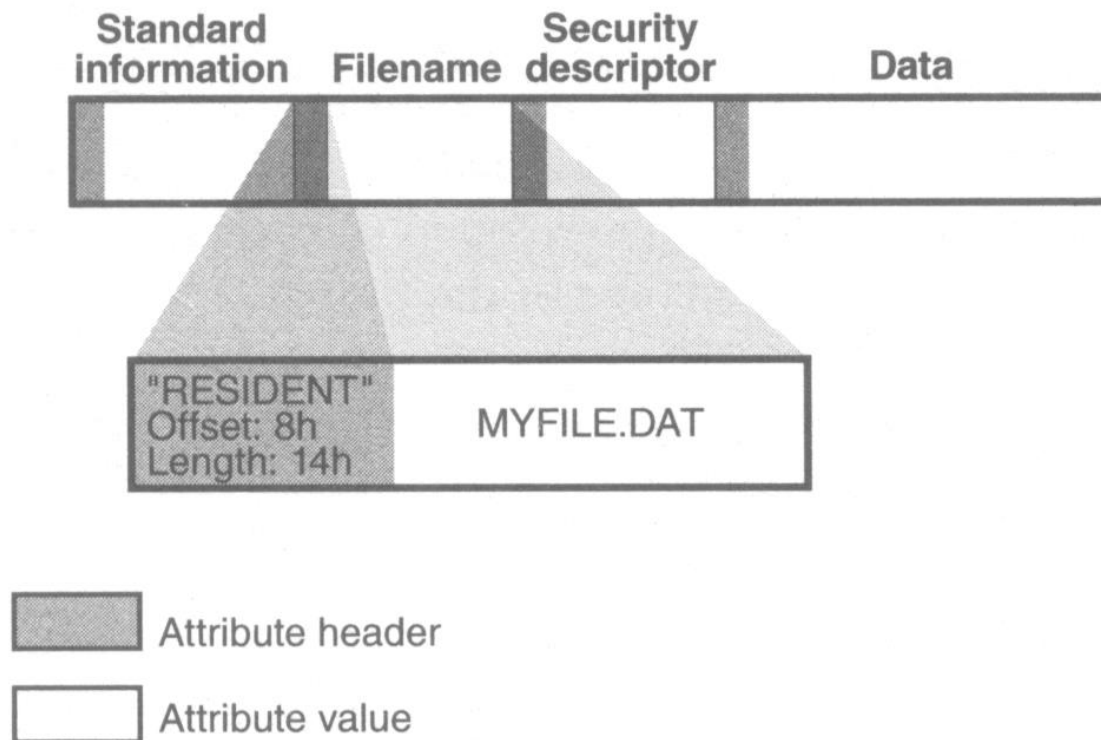 Standard information
Filename
Security descriptor
Data
"RESIDENT"
Offset: 8h
Length: 14h
MYFILE.DAT
Attribute header
Attribute value